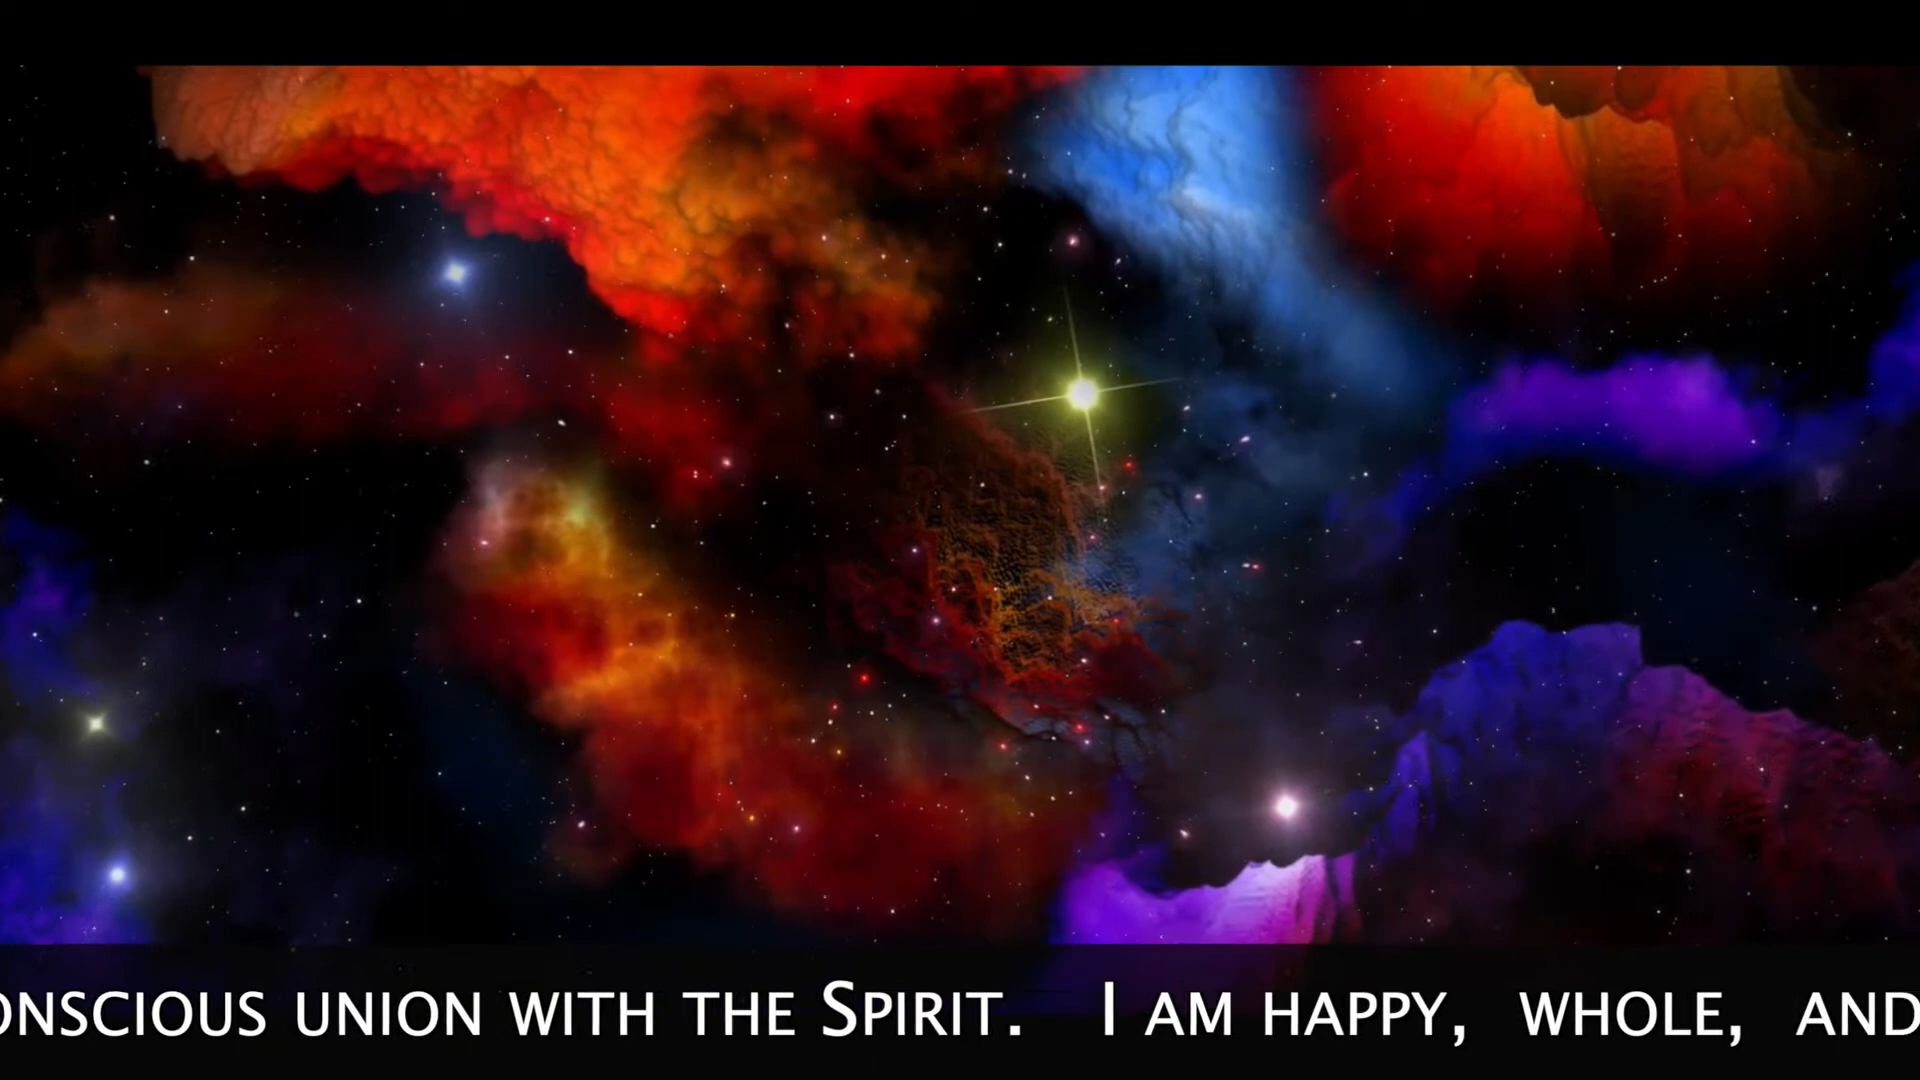 ONSCIOUS UNION WITH THE SPIRIT. I AM HAPPY, WHOLE, AND